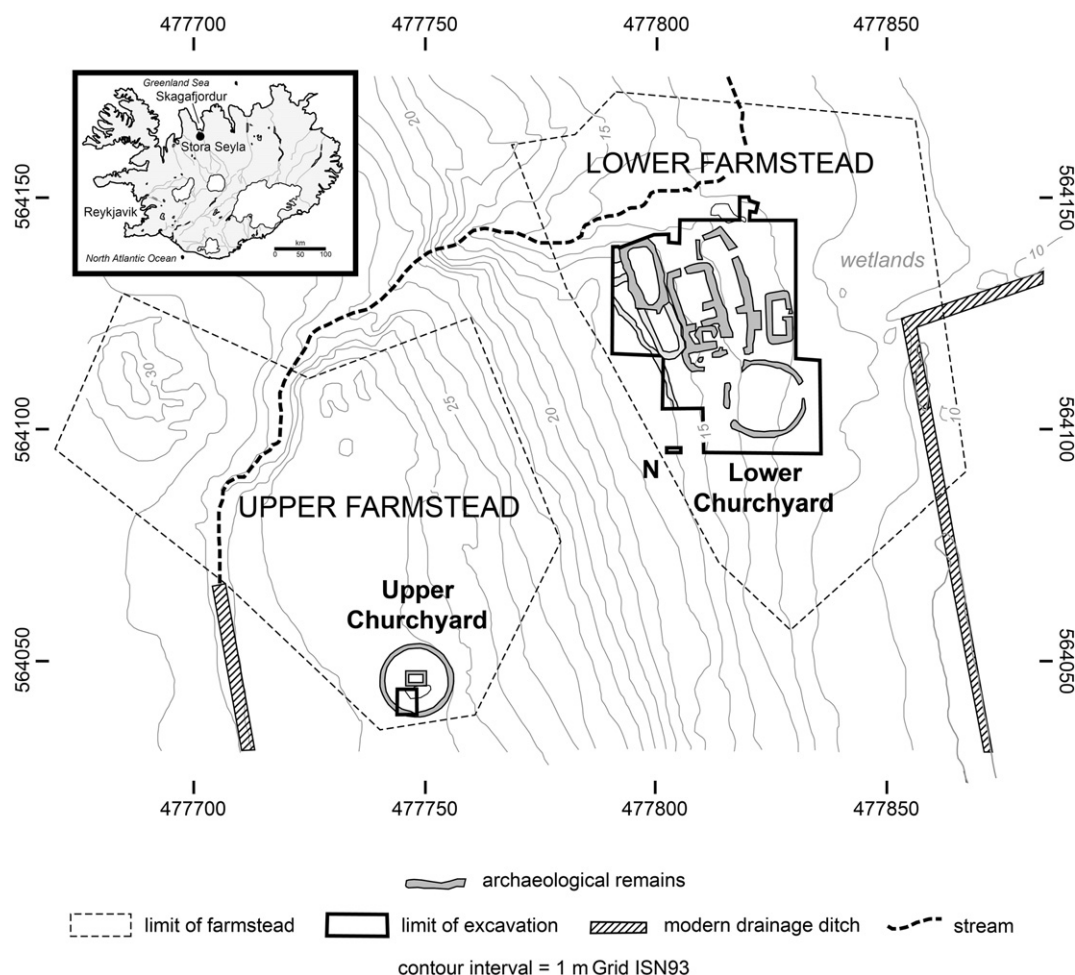 477700 477750 477800 477850
Greenland Sea
Skagafjordur
Stora Seyla
Reykjavik
km
0 100
North Atlantic Ocean
20
15
564150
564150
LOWER FARMSTEAD
wetlands
10
30
25
20
15
10
564100
564100
N
Lower
Churchyard
UPPER FARMSTEAD
Upper
Churchyard
564050
564050
477700 477750 477800 477850
archaeological remains
limit of farmstead limit of excavation modern drainage ditch stream
contour interval = 1 m Grid ISN93